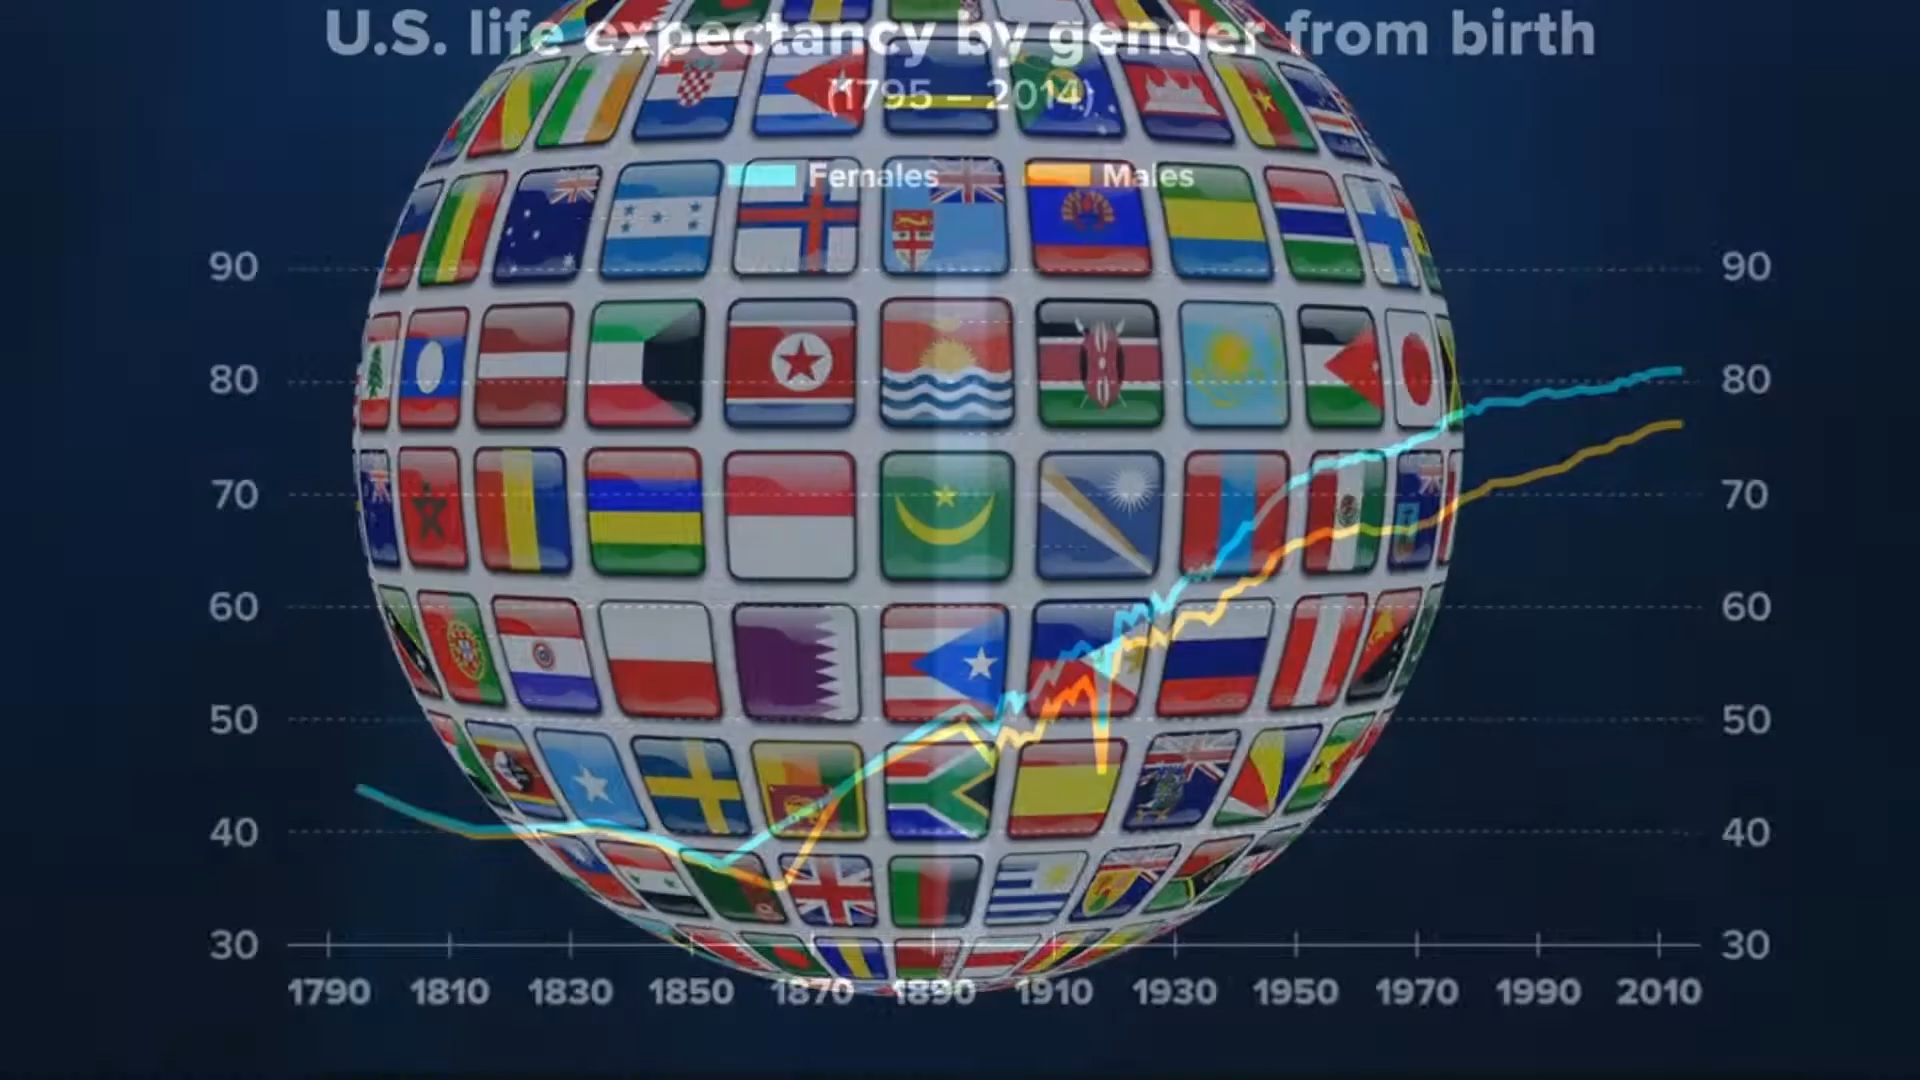 U.S. life expectancy by gender from birth
(1795 – 2014)
Females Males
90 90
80 80
70 70
60 60
50 50
40 40
30 30
1790 1810 1830 1850 1870 1890 1910 1930 1950 1970 1990 2010